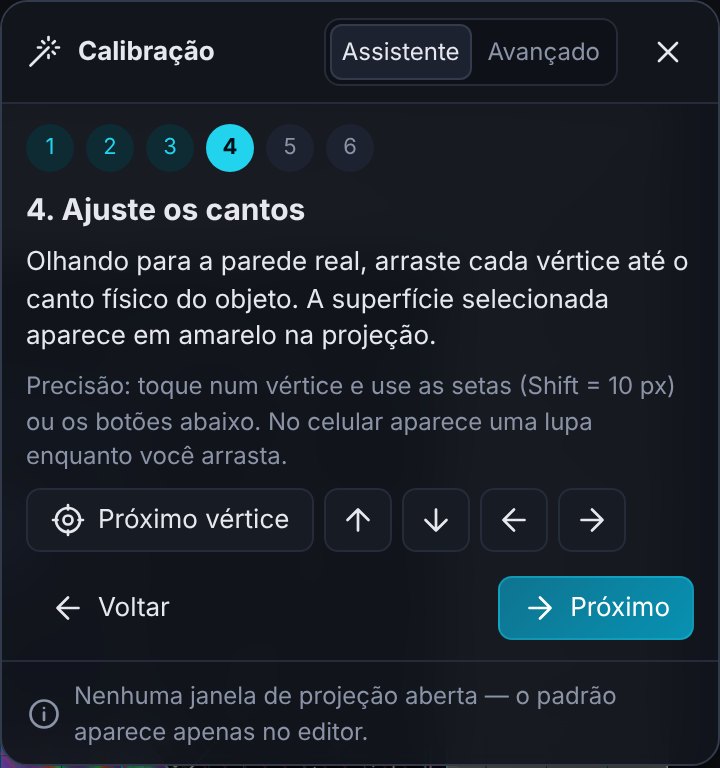 Calibração
Assistente
Avançado
1 2 3 4 5 6
4. Ajuste os cantos
Olhando para a parede real, arraste cada vértice até o
canto físico do objeto. A superfície selecionada
aparece em amarelo na projeção.
Precisão: toque num vértice e use as setas (Shift = 10 px)
ou os botões abaixo. No celular aparece uma lupa
enquanto você arrasta.
Próximo vértice
Voltar
Próximo
Nenhuma janela de projeção aberta — o padrão
aparece apenas no editor.